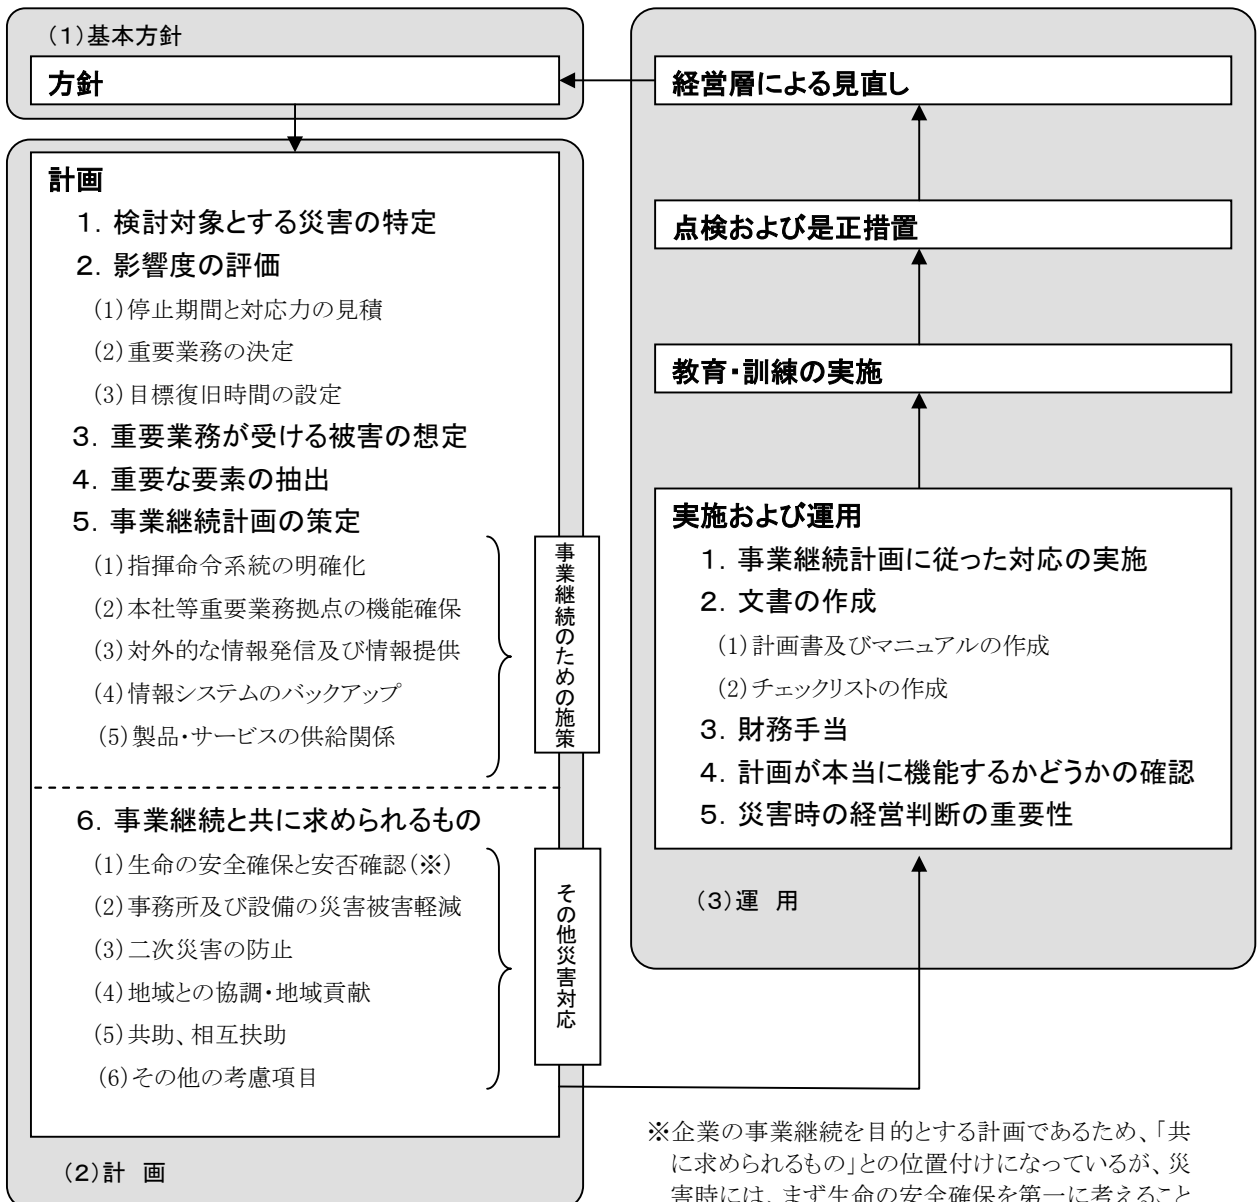 (1)基本方針
方針
計画
1. 検討対象とする災害の特定
2. 影響度の評価
(1)停止期間と対応力の見積
(2)重要業務の決定
(3)目標復旧時間の設定
3. 重要業務が受ける被害の想定
4. 重要な要素の抽出
5. 事業継続計画の策定
(1)指揮命令系統の明確化
(2)本社等重要業務拠点の機能確保
(3)対外的な情報発信及び情報提供
(4)情報システムのバックアップ
(5)製品・サービスの供給関係
事業継続のための施策
6. 事業継続と共に求められるもの
(1)生命の安全確保と安否確認(※)
(2)事務所及び設備の災害被害軽減
(3)二次災害の防止
(4)地域との協調・地域貢献
(5)共助、相互扶助
(6)その他の考慮項目
その他災害対応
(2)計 画
経営層による見直し
点検および是正措置
教育・訓練の実施
実施および運用
1. 事業継続計画に従った対応の実施
2. 文書の作成
(1)計画書及びマニュアルの作成
(2)チェックリストの作成
3. 財務手当
4. 計画が本当に機能するかどうかの確認
5. 災害時の経営判断の重要性
(3)運 用
※企業の事業継続を目的とする計画であるため、「共
に求められるもの」との位置付けになっているが、災
害時には、まず生命の安全確保を第一に考えること